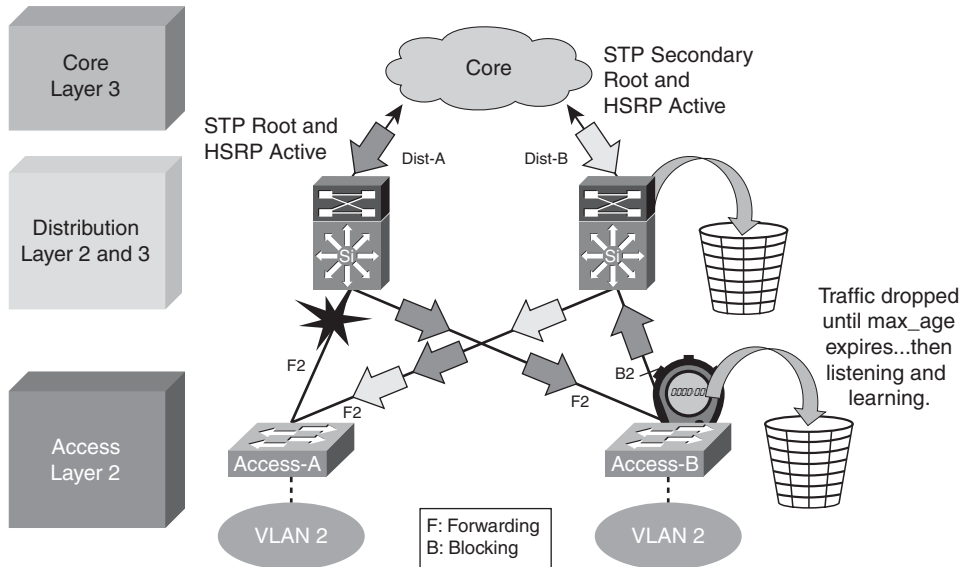 Core
Layer 3
Core
STP Secondary
Root and
HSRP Active
STP Root and
HSRP Active
Dist-A
Dist-B
Distribution
Layer 2 and 3
Si
Si
Traffic dropped
until max_age
expires...then
listening and
learning.
F2
F2
F2
B2
Access
Layer 2
Access-A
Access-B
VLAN 2
VLAN 2
F: Forwarding
B: Blocking